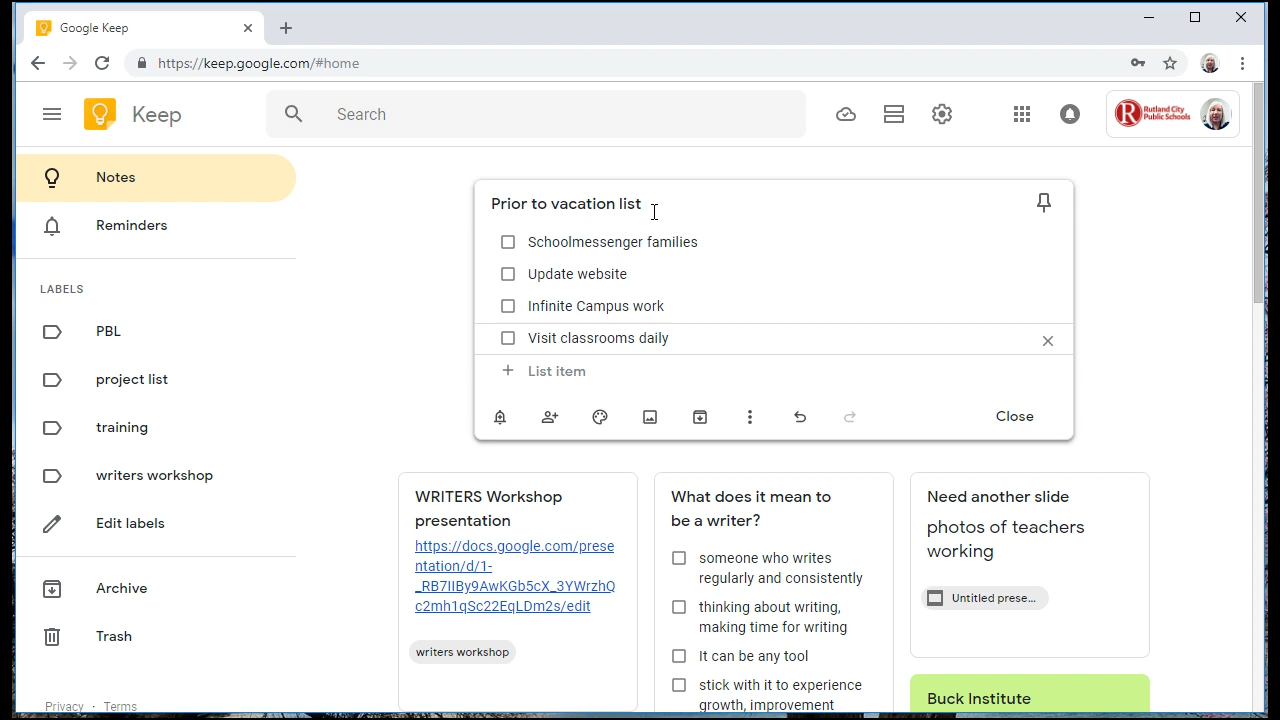 Google Keep
https://keep.google.com/#home
Keep
Search
R Rutland City
Public Schools
Notes
Reminders
LABELS
PBL
project list
training
writers workshop
Edit labels
Archive
Trash
Privacy · Terms
Prior to vacation list
Schoolmessenger families
Update website
Infinite Campus work
Visit classrooms daily
+ List item
Close
WRITERS Workshop
presentation
https://docs.google.com/prese
ntation/d/1-
_RB7IIBy9AwKGb5cX_3YWrzhQ
c2mh1qSc22EqLDm2s/edit
writers workshop
What does it mean to
be a writer?
someone who writes
regularly and consistently
thinking about writing,
making time for writing
It can be any tool
stick with it to experience
growth, improvement
Need another slide
photos of teachers
working
Untitled prese...
Buck Institute